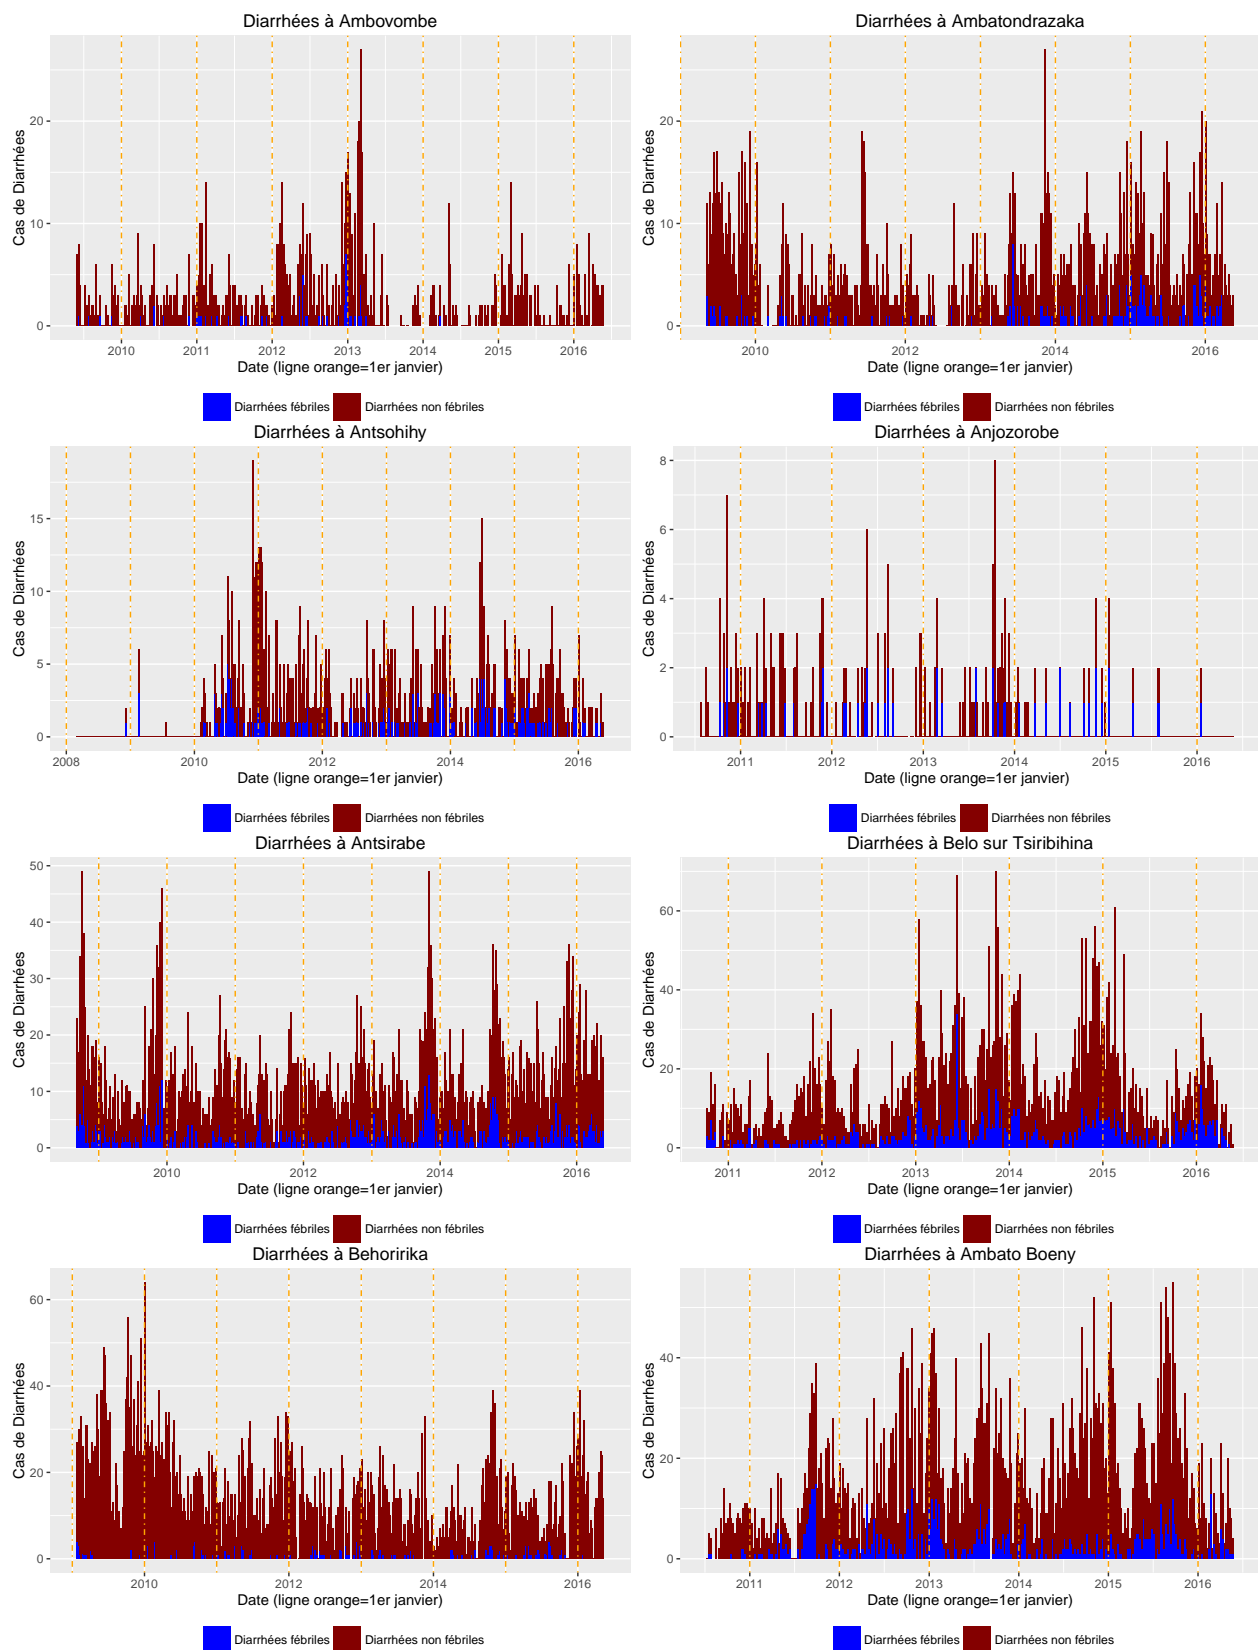 Diarrhées à Ambovombe
Cas de Diarrhées
20
10
0
2010 2011 2012 2013 2014 2015 2016
Date (ligne orange=1er janvier)
Diarrhées fébriles Diarrhées non fébriles
Diarrhées à Ambatondrazaka
Cas de Diarrhées
20
10
0
2010 2012 2014 2016
Date (ligne orange=1er janvier)
Diarrhées fébriles Diarrhées non fébriles
Diarrhées à Antsohihy
Cas de Diarrhées
15
10
5
0
2008 2010 2012 2014 2016
Date (ligne orange=1er janvier)
Diarrhées fébriles Diarrhées non fébriles
Diarrhées à Anjozorobe
Cas de Diarrhées
8
6
4
2
0
2011 2012 2013 2014 2015 2016
Date (ligne orange=1er janvier)
Diarrhées fébriles Diarrhées non fébriles
Diarrhées à Antsirabe
Cas de Diarrhées
50
40
30
20
10
0
2010 2012 2014 2016
Date (ligne orange=1er janvier)
Diarrhées fébriles Diarrhées non fébriles
Diarrhées à Belo sur Tsiribihina
Cas de Diarrhées
60
40
20
0
2011 2012 2013 2014 2015 2016
Date (ligne orange=1er janvier)
Diarrhées fébriles Diarrhées non fébriles
Diarrhées à Behoririka
Cas de Diarrhées
60
40
20
0
2010 2012 2014 2016
Date (ligne orange=1er janvier)
Diarrhées fébriles Diarrhées non fébriles
Diarrhées à Ambato Boeny
Cas de Diarrhées
40
20
0
2011 2012 2013 2014 2015 2016
Date (ligne orange=1er janvier)
Diarrhées fébriles Diarrhées non fébriles